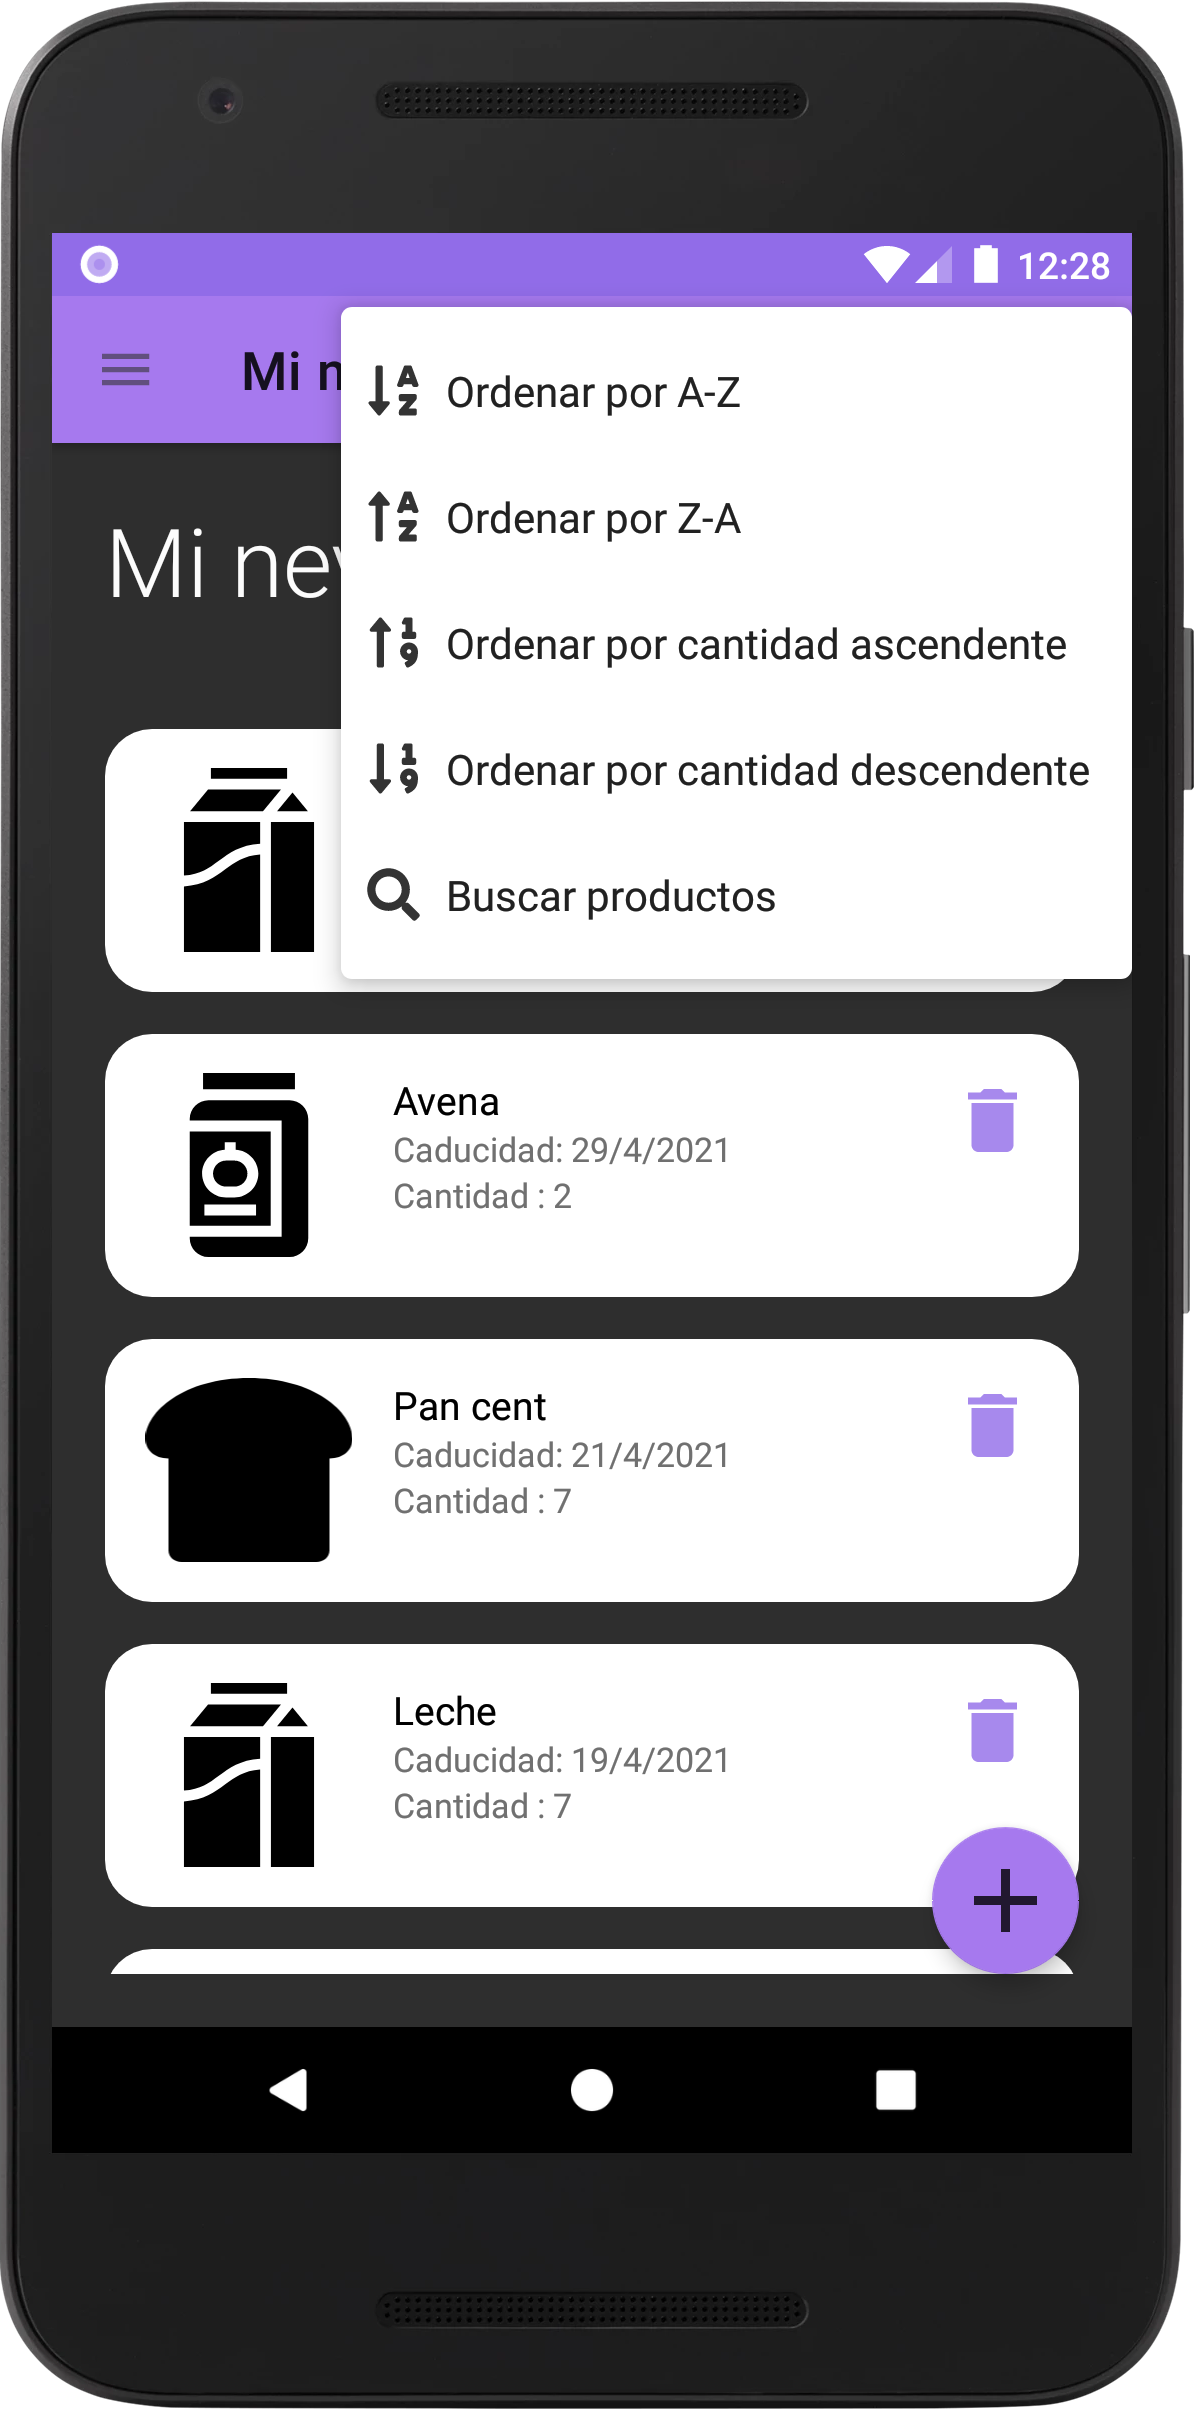 12:28
Mi n
Ordenar por A-Z
Ordenar por Z-A
Mi ne
Ordenar por cantidad ascendente
Ordenar por cantidad descendente
Buscar productos
Avena
Caducidad: 29/4/2021
Cantidad : 2
Pan cent
Caducidad: 21/4/2021
Cantidad : 7
Leche
Caducidad: 19/4/2021
Cantidad : 7